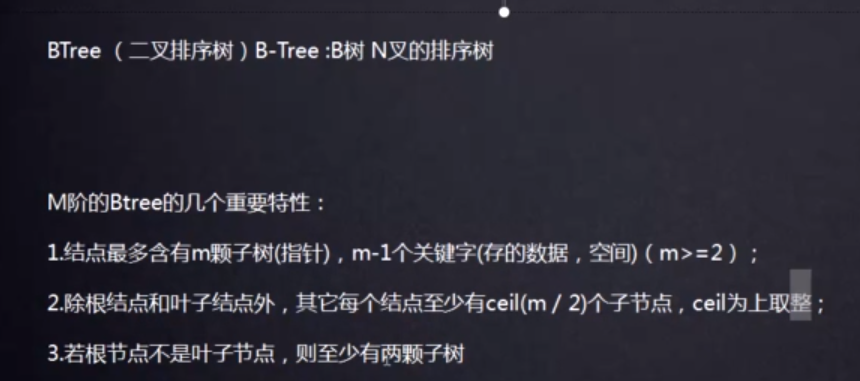 BTree （二叉排序树）B-Tree :B树 N叉的排序树
M阶的Btree的几个重要特性：
1.结点最多含有m颗子树(指针)，m-1个关键字(存的数据，空间)（m>=2）；
2.除根结点和叶子结点外，其它每个结点至少有ceil(m / 2)个子节点，ceil为上取整；
3.若根节点不是叶子节点，则至少有两颗子树